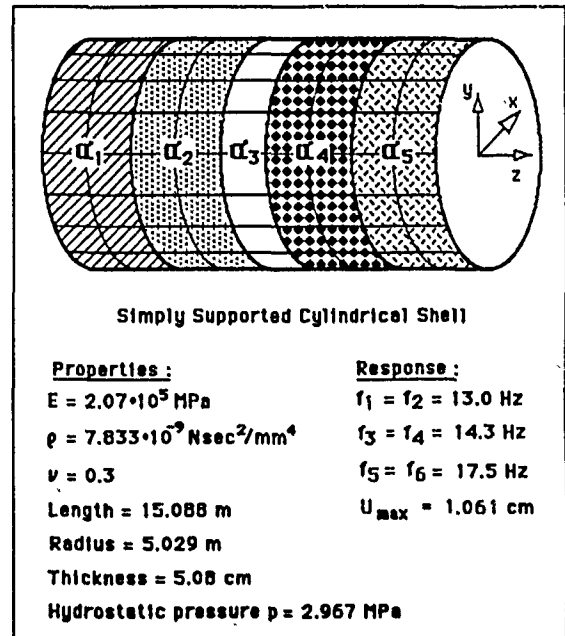 α₁ α₂ α₃ α₄ α₅ y x z
Simply Supported Cylindrical Shell
Properties : Response :
E = 2.07•10⁵ MPa f₁ = f₂ = 13.0 Hz
ρ = 7.833•10⁻⁹ Nsec²/mm⁴ f₃ = f₄ = 14.3 Hz
ν = 0.3 f₅ = f₆ = 17.5 Hz
Length = 15.088 m U_max = 1.061 cm
Radius = 5.029 m
Thickness = 5.08 cm
Hydrostatic pressure p = 2.967 MPa